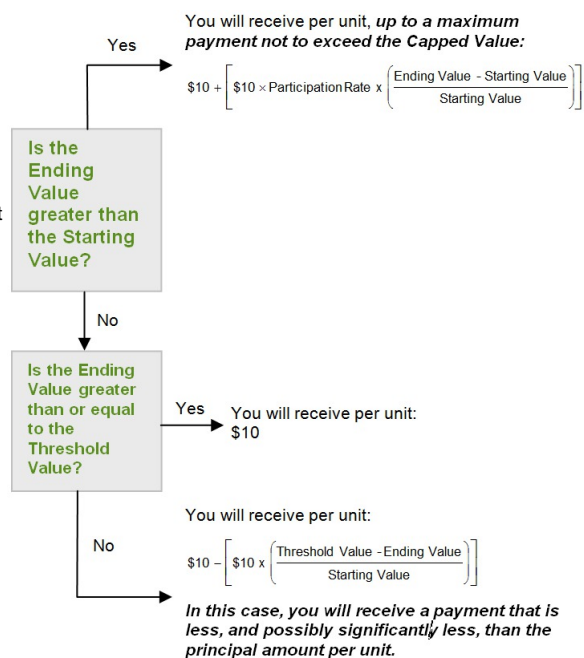 You will receive per unit, up to a maximum
payment not to exceed the Capped Value:
Yes
$10 + [ $10 × Participation Rate x ( Ending Value - Starting Value / Starting Value ) ]
Is the
Ending
Value
greater than
the Starting
Value?
t
No
Is the Ending
Value greater
than or equal
to the
Threshold
Value?
Yes
You will receive per unit:
$10
You will receive per unit:
No
$10 − [ $10 x ( Threshold Value - Ending Value / Starting Value ) ]
In this case, you will receive a payment that is
less, and possibly significantly less, than the
principal amount per unit.